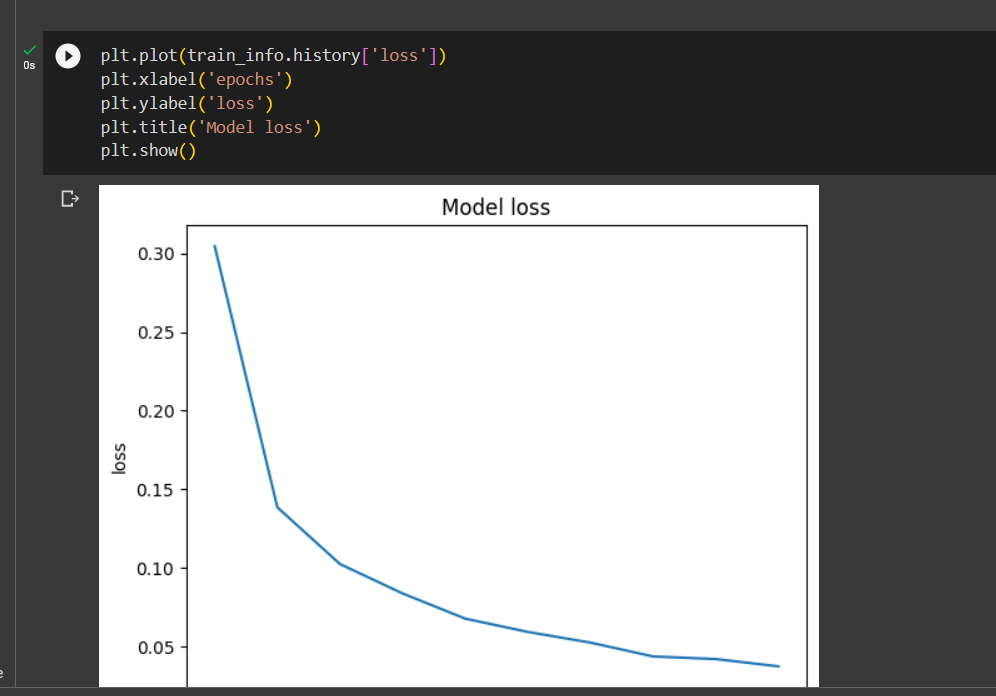 plt.plot(train_info.history['loss'])
plt.xlabel('epochs')
plt.ylabel('loss')
plt.title('Model loss')
plt.show()
0s
Model loss
0.30
0.25
0.20
0.15
0.10
0.05
loss
e